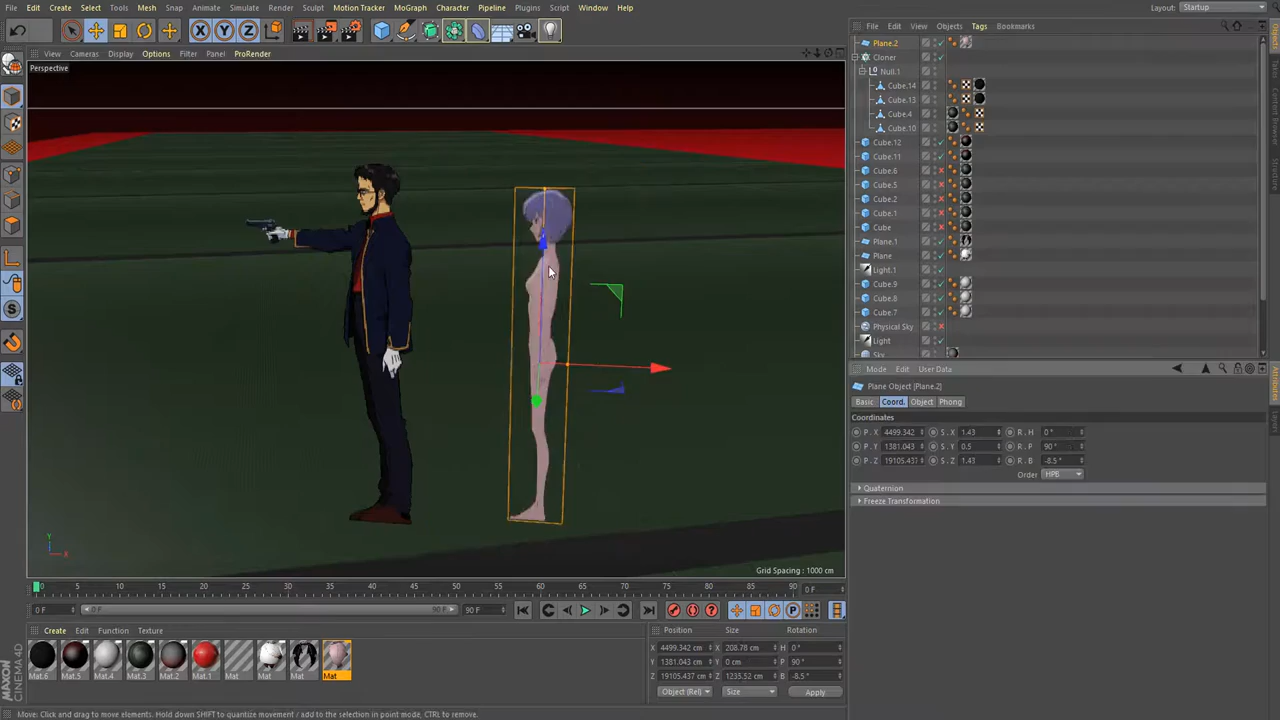 File Edit Create Select Tools Mesh Snap Animate Simulate Render Sculpt Motion Tracker MoGraph Character Pipeline Plugins Script Window Help Layout: Startup
X Y Z File Edit View Objects Tags Bookmarks
View Cameras Display Options Filter Panel ProRender
Perspective
Plane.2
Cloner
Null.1
Cube.14
Cube.13
Cube.4
Cube.10
Cube.12
Cube.11
Cube.6
Cube.5
Cube.2
Cube.1
Cube
Plane.1
Plane
Light.1
Cube.9
Cube.8
Cube.7
Physical Sky
Light
Sky
Mode Edit User Data
Plane Object [Plane.2]
Basic Coord. Object Phong
Coordinates
P . X 4499.342 S . X 1.43 R . H 0 °
P . Y 1381.043 S . Y 0.5 R . P 90 °
P . Z 19105.437 S . Z 1.43 R . B -8.5 °
Order HPB
Quaternion
Freeze Transformation
Y
X
Grid Spacing : 1000 cm
0 5 10 15 20 25 30 35 40 45 50 55 60 65 70 75 80 85 90 0 F
0 F 0 F 90 F 90 F
Create Edit Function Texture
Position Size Rotation
X 4499.342 cm X 208.78 cm H 0 °
Y 1381.043 cm Y 0 cm P 90 °
Z 19105.437 cm Z 1235.52 cm B -8.5 °
Object (Rel) Size Apply
Mat.6 Mat.5 Mat.4 Mat.3 Mat.2 Mat.1 Mat Mat Mat Mat
MAXON CINEMA 4D
Move: Click and drag to move elements. Hold down SHIFT to quantize movement / add to the selection in point mode, CTRL to remove.